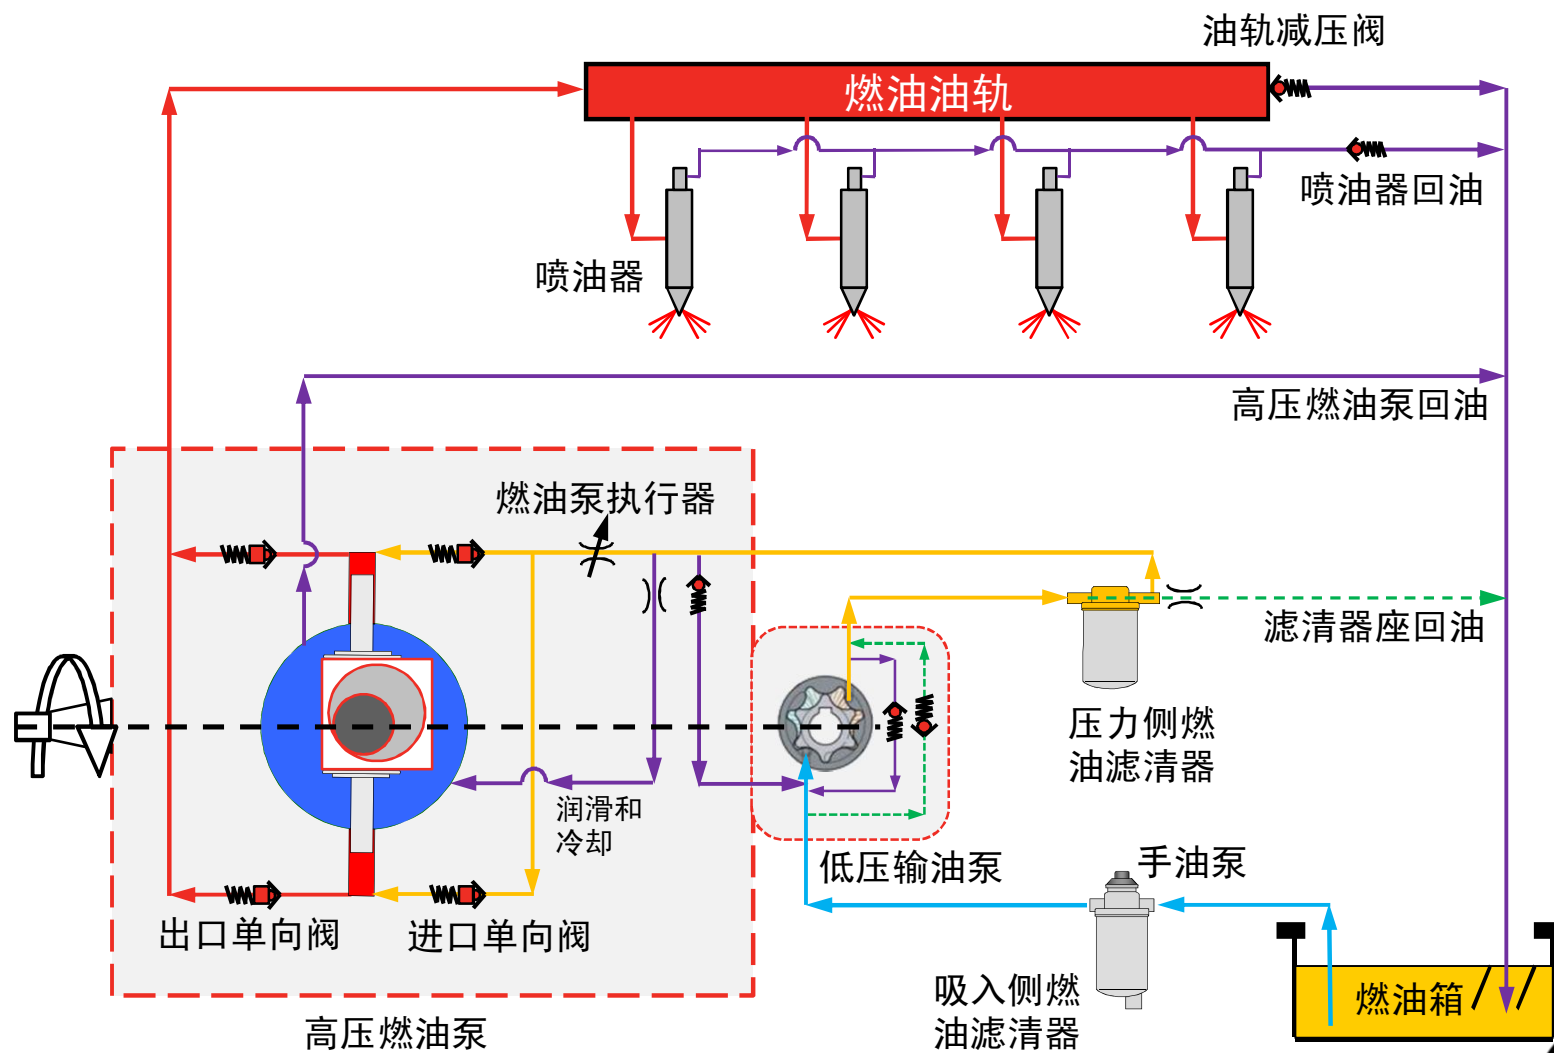 油轨减压阀
燃油油轨
喷油器回油
喷油器
高压燃油泵回油
燃油泵执行器
滤清器座回油
压力侧燃
油滤清器
润滑和
冷却
低压输油泵
手油泵
出口单向阀
进口单向阀
吸入侧燃
油滤清器
燃油箱
高压燃油泵